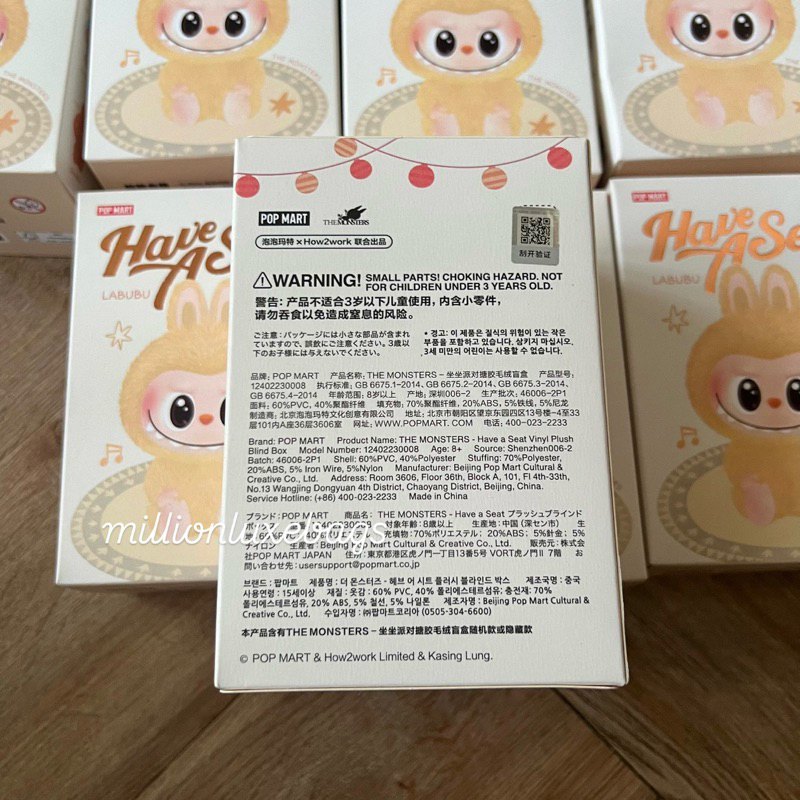 THE MONSTERS
THE MONSTERS
POP MART
Have
A Se
LABUBU
POP MART
Have
A Se
LABUBU
POP MART THE MONSTERS
泡泡玛特 × How2work 联合出品
刮开验证
WARNING! SMALL PARTS! CHOKING HAZARD. NOT
FOR CHILDREN UNDER 3 YEARS OLD.
警告: 产品不适合3岁以下儿童使用，内含小零件，
请勿吞食以免造成窒息的风险。
ご注意: パッケージには小さな部品が含まれ
ていますので、誤飲にご注意ください。3歳以
下のお子様には与えないでください。
• 경고: 이 제품은 질식의 위험이 있는 작은
부품을 포함하고 있습니다. 삼키지 마십시오.
3세 미만의 어린이는 사용할 수 없습니다.
品牌: POP MART 产品名称: THE MONSTERS – 坐坐派对搪胶毛绒盲盒 产品型号:
12402230008 执行标准: GB 6675.1–2014、GB 6675.2–2014、GB 6675.3–2014、
GB 6675.4–2014 年龄范围: 8岁以上 产地: 深圳006–2 生产批次: 46006–2P1
面料: 60%PVC, 40%聚酯纤维 填充物: 70%聚酯纤维, 20%ABS, 5%铁线, 5%尼龙
制造商: 北京泡泡玛特文化创意有限公司 地址: 北京市朝阳区望京东园四区13号楼–4至33
层101内A座36层3606室 网址: WWW.POPMART.COM 电话: 400–023–2233
Brand: POP MART Product Name: THE MONSTERS - Have a Seat Vinyl Plush
Blind Box Model Number: 12402230008 Age: 8+ Source: Shenzhen006-2
Batch: 46006-2P1 Shell: 60%PVC, 40%Polyester Stuffing: 70%Polyester,
20%ABS, 5% Iron Wire, 5%Nylon Manufacturer: Beijing Pop Mart Cultural &
Creative Co., Ltd. Address: Room 3606, Floor 36th, Block A, 101, Fl 4th-33th,
No.13 Wangjing Dongyuan 4th District, Chaoyang District, Beijing, China.
Service Hotline: (+86) 400-023-2233 Made in China
millionluxebags
ブランド: POP MART 商品名: THE MONSTERS - Have a Seat プラッシュブラインド
対象年齢: 8歳以上 生産地: 中国 (深セン市) 生
填充物: 70%ポリエステル; 20%ABS; 5%針金; 5%
ナイロン 生産者: Beijing Pop Mart Cultural & Creative Co., Ltd. 販売元: 株式会
社POP MART JAPAN 住所: 東京都港区虎ノ門一丁目13番5号 VORT虎ノ門Ⅱ 7階 お
問い合わせ先: usersupport@popmart.co.jp
브랜드: 팝마트 제품명: 더 몬스터즈 - 헤브 어 시트 플러시 블라인드 박스 제조국명: 중국
사용연령: 15세이상 재질: 겉감: 60% PVC, 40% 폴리에스테르섬유; 충전재: 70%
폴리에스테르섬유, 20% ABS, 5% 철선, 5% 나일론 제조자명: Beijing Pop Mart Cultural &
Creative Co., Ltd. 수입자명: ㈜팝마트코리아 (0505-304-6600)
本产品含有THE MONSTERS – 坐坐派对搪胶毛绒盲盒随机款或隐藏款
© POP MART & How2work Limited & Kasing Lung.